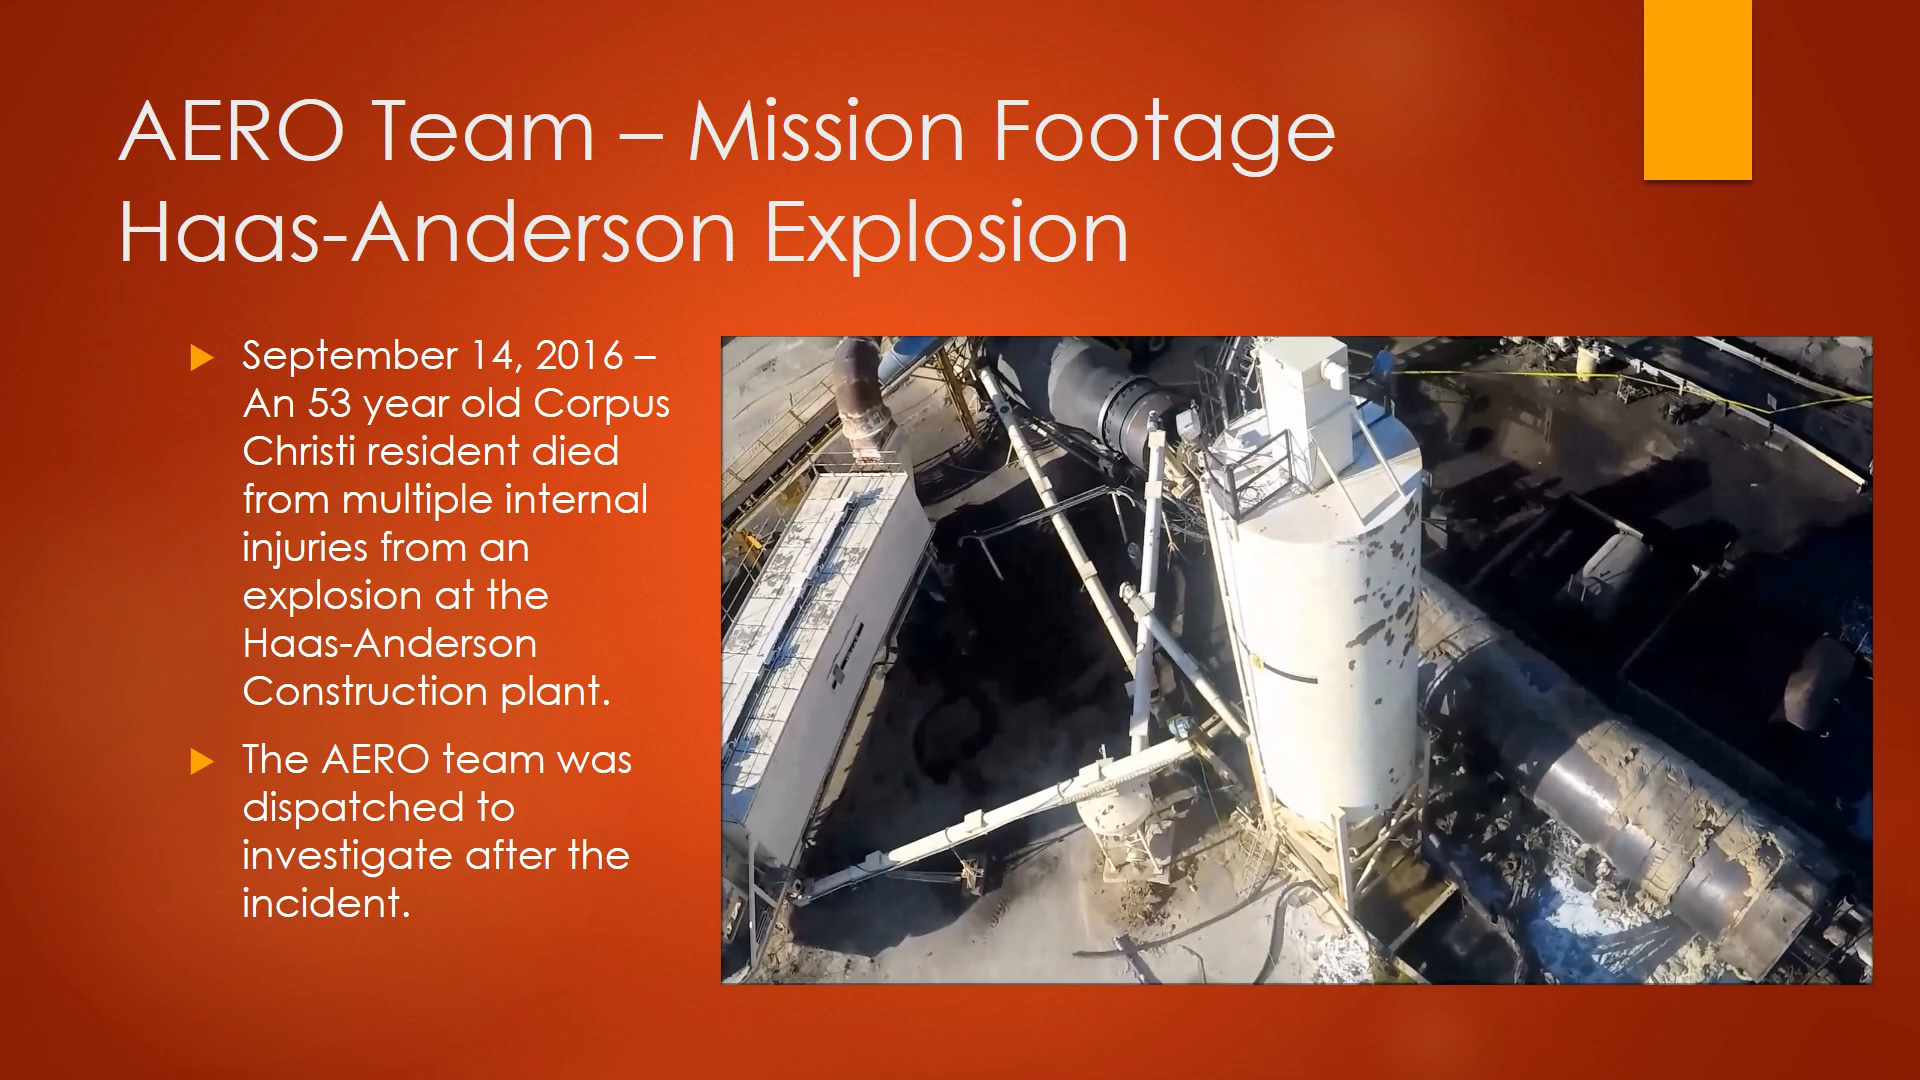 AERO Team – Mission Footage
Haas-Anderson Explosion
September 14, 2016 –
An 53 year old Corpus
Christi resident died
from multiple internal
injuries from an
explosion at the
Haas-Anderson
Construction plant.
The AERO team was
dispatched to
investigate after the
incident.